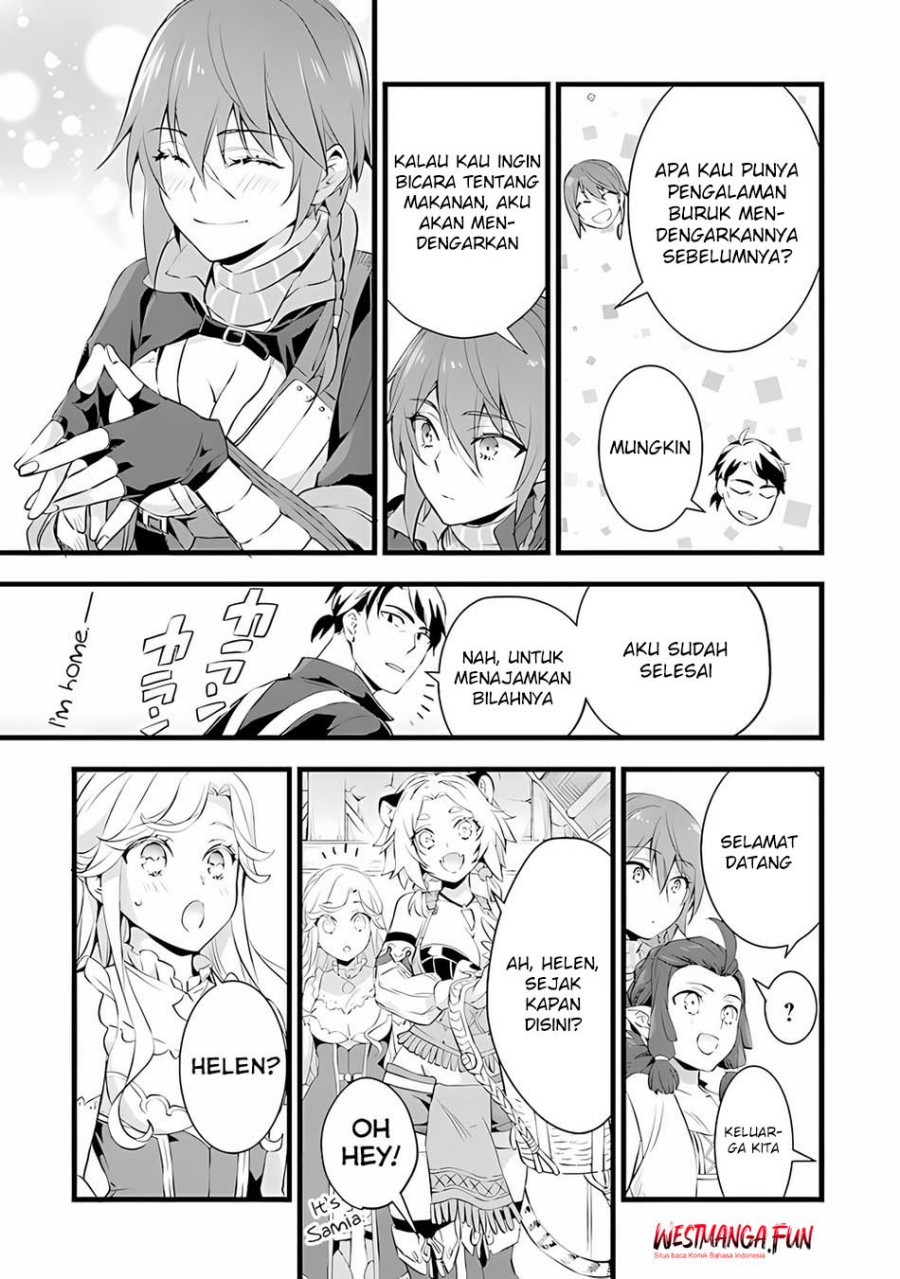 APA KAU PUNYA
PENGALAMAN
BURUK MEN-
DENGARKANNYA
SEBELUMNYA?
MUNGKIN
KALAU KAU INGIN
BICARA TENTANG
MAKANAN, AKU
AKAN MEN-
DENGARKAN
AKU SUDAH
SELESAI
NAH, UNTUK
MENAJAMKAN
BILAHNYA
カラン
カラン
I'm home.—
SELAMAT
DATANG
?
KELUAR-
GA KITA
AH, HELEN,
SEJAK
KAPAN
DISINI?
OH
HEY!
It's
Samia.
HELEN?
WESTMANGA.FUN
Situs baca Komik Bahasa Indonesia